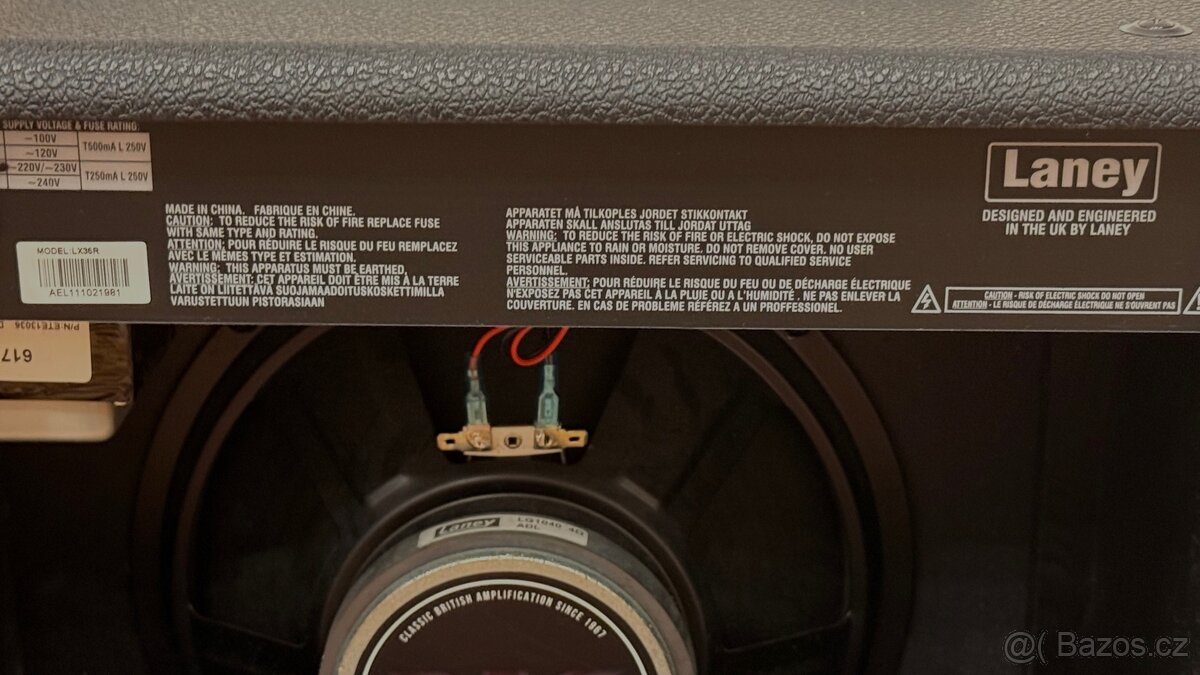 SUPPLY VOLTAGE & FUSE RATING:
~100V
~120V
T500mA L 250V
~220V/~230V
~240V
T250mA L 250V
MODEL:LX35R
AEL111021981
P/N:ETE13036
617
MADE IN CHINA. FABRIQUE EN CHINE.
CAUTION: TO REDUCE THE RISK OF FIRE REPLACE FUSE
WITH SAME TYPE AND RATING.
ATTENTION: POUR RÉDUIRE LE RISQUE DU FEU REMPLACEZ
AVEC LE MÊMES TYPE ET ESTIMATION.
WARNING: THIS APPARATUS MUST BE EARTHED,
AVERTISSEMENT: CET APPAREIL DOIT ÊTRE MIS À LA TERRE
LAITE ON LIITETTÄVÄ SUOJAMAADOITUSKOSKETTIMILLA
VARUSTETTUUN PISTORASIAAN
APPARATET MÅ TILKOPLES JORDET STIKKONTAKT
APPARATEN SKALL ANSLUTAS TILL JORDAT UTTAG
WARNING: TO REDUCE THE RISK OF FIRE OR ELECTRIC SHOCK, DO NOT EXPOSE
THIS APPLIANCE TO RAIN OR MOISTURE. DO NOT REMOVE COVER. NO USER
SERVICEABLE PARTS INSIDE. REFER SERVICING TO QUALIFIED SERVICE
PERSONNEL.
AVERTISSEMENT: POUR RÉDUIRE LE RISQUE DU FEU OU DE DÉCHARGE ÉLECTRIQUE
N'EXPOSEZ PAS CET APPAREIL À LA PLUIE OU A L'HUMIDITÉ . NE PAS ENLEVER LA
COUVERTURE. EN CAS DE PROBLEME RÉFÉREZ A UN PROFFESSIONEL.
Laney
DESIGNED AND ENGINEERED
IN THE UK BY LANEY
CAUTION - RISK OF ELECTRIC SHOCK DO NOT OPEN
ATTENTION - LE RISQUE DE DÉCHARGE ÉLECTRIQUE NE S'OUVRENT PAS
Laney
LG1040 4Ω
ADL
CLASSIC BRITISH AMPLIFICATION SINCE 1967
@( Bazos.cz